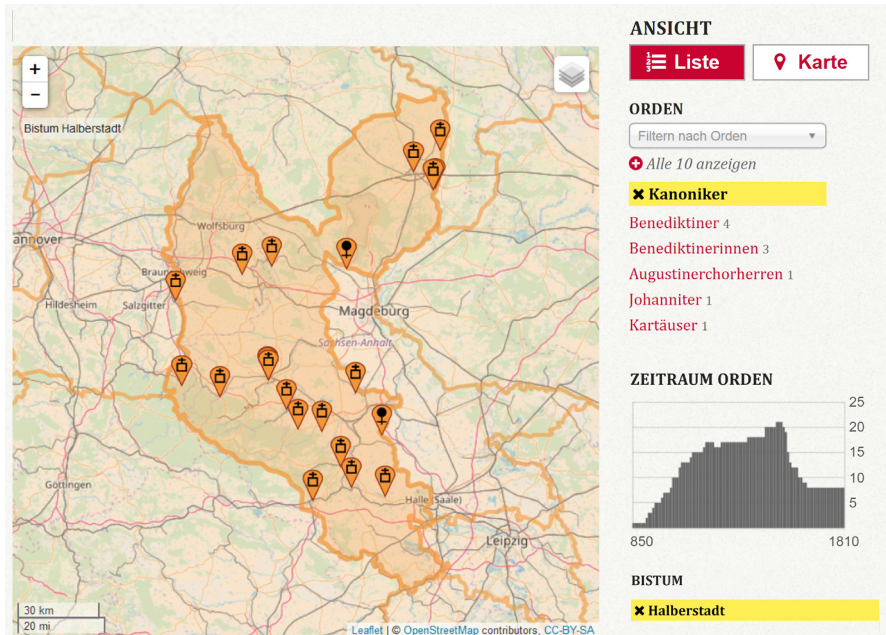 +
−
Bistum Halberstadt
Wolfsburg
annover
Braunschweig
Hildesheim
Salzgitter
Magdeburg
Sachsen-Anhalt
Göttingen
Halle (Saale)
Leipzig
30 km
20 mi
Leaflet | © OpenStreetMap contributors, CC-BY-SA
ANSICHT
Liste
Karte
ORDEN
Filtern nach Orden
Alle 10 anzeigen
Kanoniker
Benediktiner 4
Benediktinerinnen 3
Augustinerchorherren 1
Johanniter 1
Kartäuser 1
ZEITRAUM ORDEN
25
20
15
10
5
850 1810
BISTUM
Halberstadt